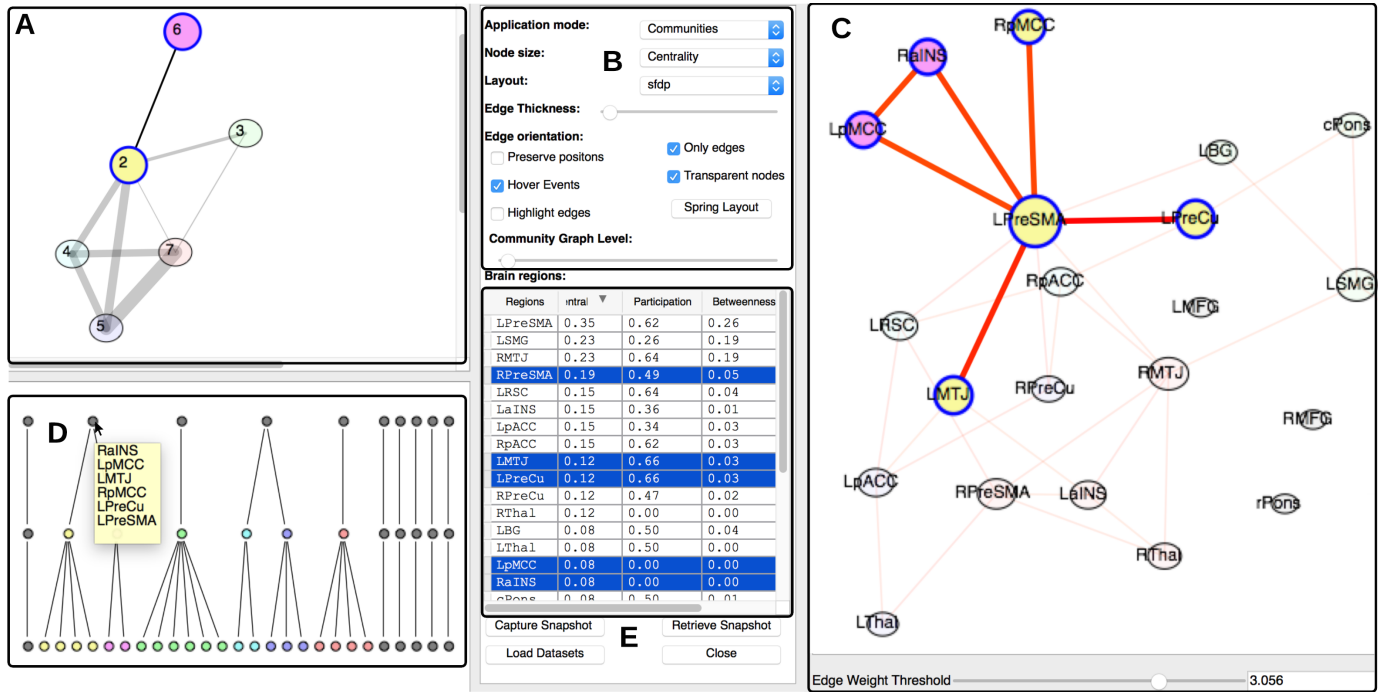 A
6
3
2
4
7
5
Application mode: Communities
Node size: Centrality
B
Layout: sfdp
Edge Thickness:
Edge orientation:
Preserve positons
Only edges
Hover Events
Transparent nodes
Highlight edges
Spring Layout
Community Graph Level:
Brain regions:
Regions ntral ▼ Participation Betweenness
LPreSMA 0.35 0.62 0.26
LSMG 0.23 0.26 0.19
RMTJ 0.23 0.64 0.19
RPreSMA 0.19 0.49 0.05
LRSC 0.15 0.64 0.04
LaINS 0.15 0.36 0.01
LpACC 0.15 0.34 0.03
RpACC 0.15 0.62 0.03
LMTJ 0.12 0.66 0.03
LPreCu 0.12 0.66 0.03
RPreCu 0.12 0.47 0.02
RThal 0.12 0.00 0.00
LBG 0.08 0.50 0.04
LThal 0.08 0.50 0.00
LpMCC 0.08 0.00 0.00
RaINS 0.08 0.00 0.00
cPons 0.08 0.50 0.01
Capture Snapshot Retrieve Snapshot
E
Load Datasets Close
C
RpMCC
RaINS
LpMCC
cPons
LBG
LPreSMA
LPreCu
RpACC
LSMG
LMFG
LRSC
RMTJ
RPreCu
LMTJ
RMFG
LpACC
RPreSMA
LaINS
rPons
RThal
LThal
Edge Weight Threshold 3.056
D
RaINS
LpMCC
LMTJ
RpMCC
LPreCu
LPreSMA